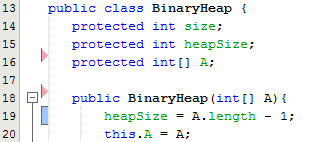 13 public class BinaryHeap {
14 protected int size;
15 protected int heapSize;
16 protected int[] A;
17
18 public BinaryHeap(int[] A){
19 heapSize = A.length - 1;
20 this.A = A;